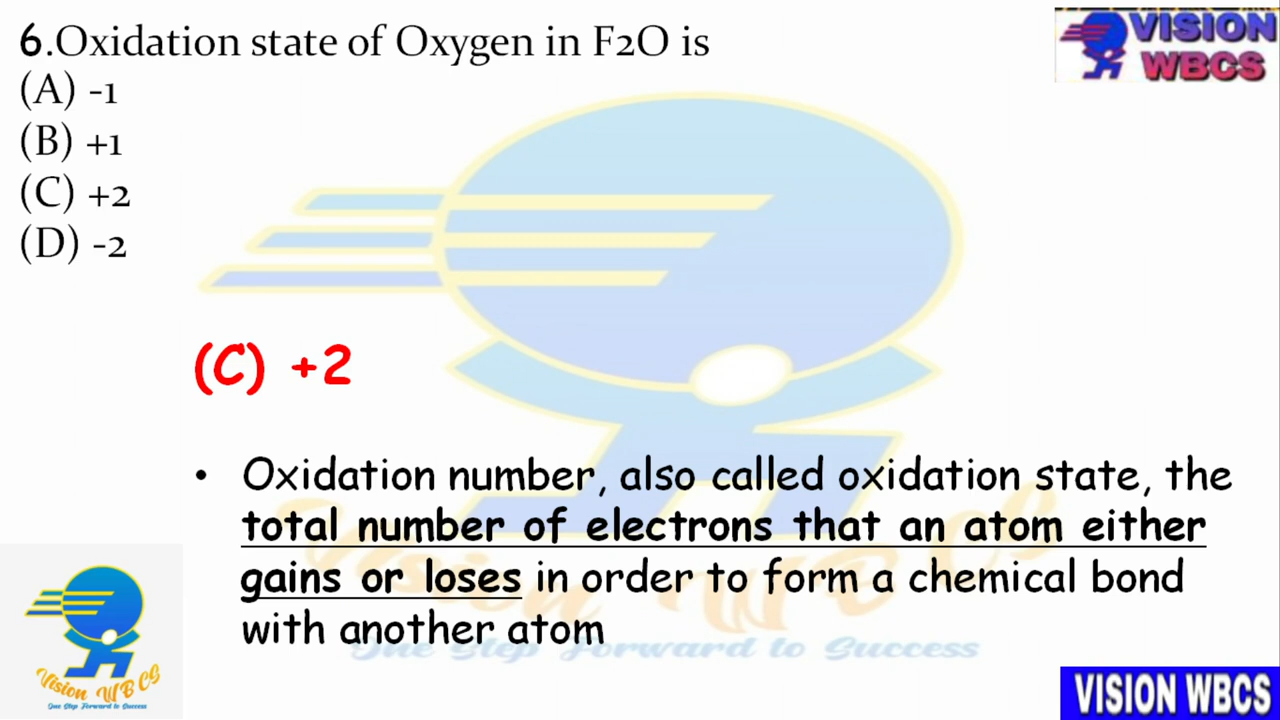 6.Oxidation state of Oxygen in F2O is
VISION
WBCS
(A) -1
(B) +1
(C) +2
(D) -2
(C) +2
• Oxidation number, also called oxidation state, the
total number of electrons that an atom either
gains or loses in order to form a chemical bond
with another atom
Vision WBCS
One Step Forward to Success
Vision WBCS
One Step Forward to Success
VISION WBCS